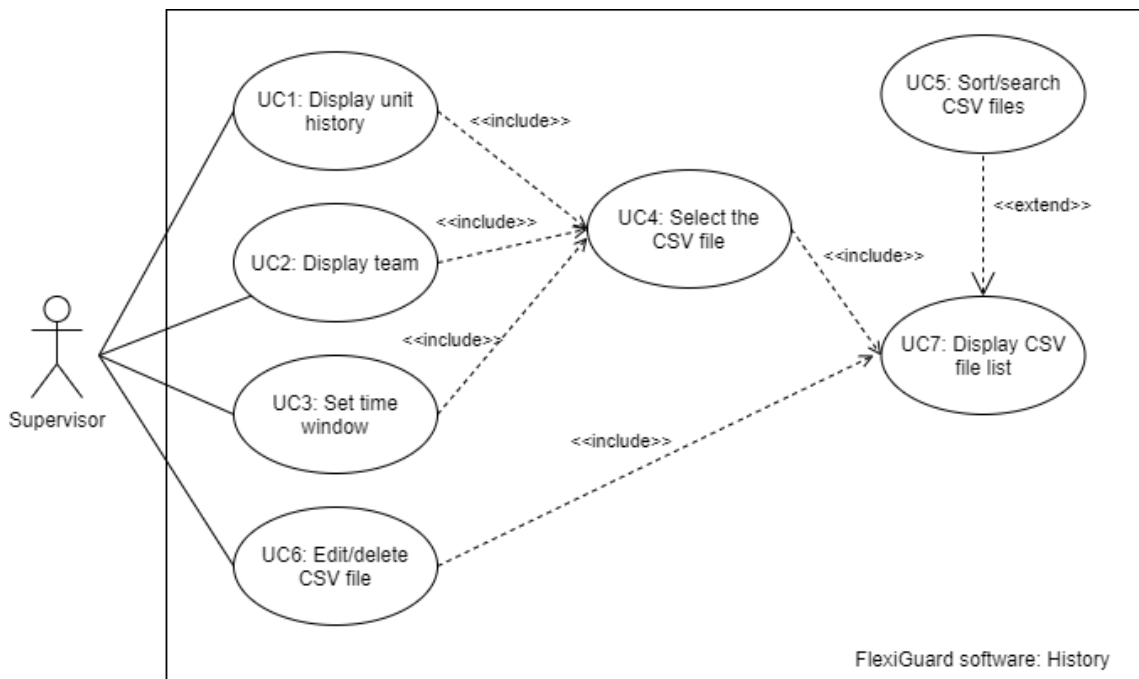 UC1: Display unit
history
<<include>>
UC5: Sort/search
CSV files
<<include>>
UC4: Select the
CSV file
<<extend>>
UC2: Display team
<<include>>
<<include>>
UC7: Display CSV
file list
UC3: Set time
window
Supervisor
<<include>>
UC6: Edit/delete
CSV file
FlexiGuard software: History